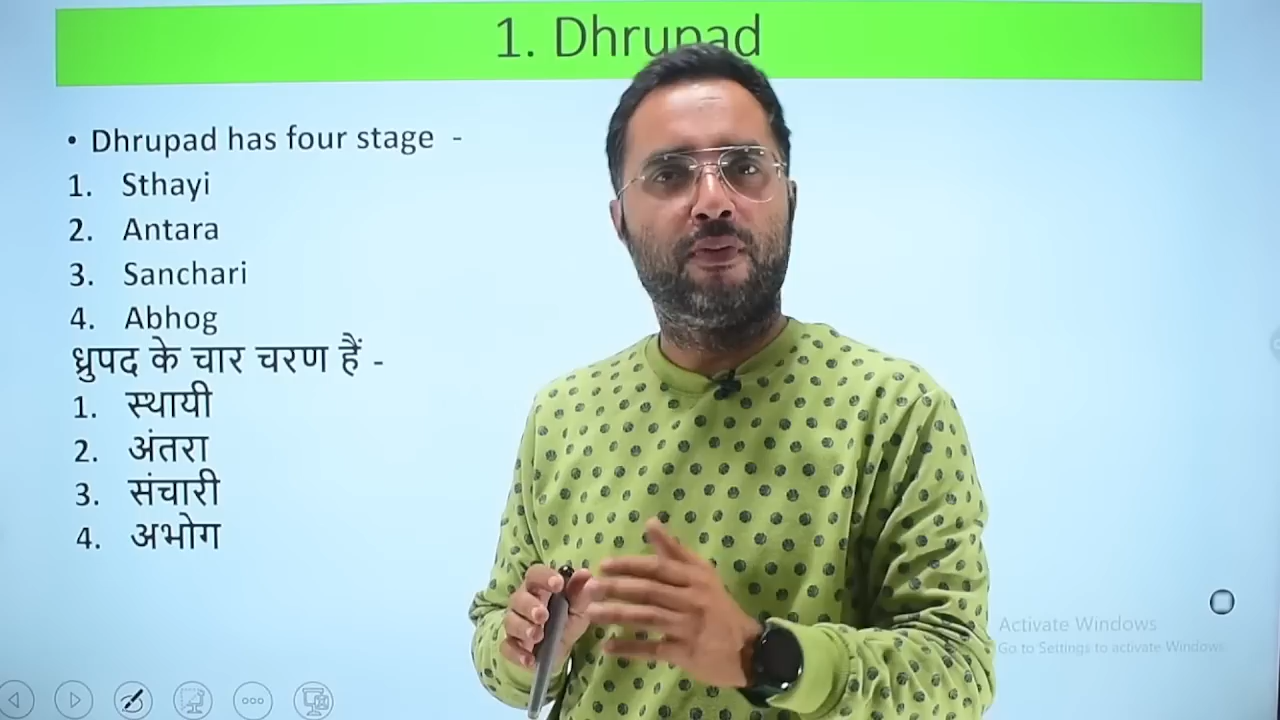 1. Dhrupad
• Dhrupad has four stage -
1. Sthayi
2. Antara
3. Sanchari
4. Abhog
ध्रुपद के चार चरण हैं -
1. स्थायी
2. अंतरा
3. संचारी
4. अभोग
Activate Windows
Go to Settings to activate Windows.